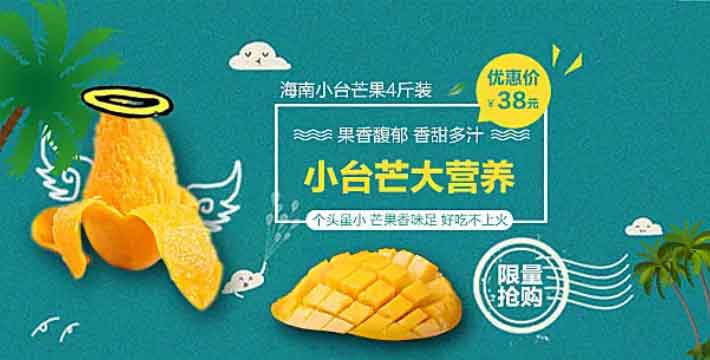 海南小台芒果4斤装
优惠价
¥38元
果香馥郁 香甜多汁
小台芒大营养
个头虽小 芒果香味足 好吃不上火
限量
抢购